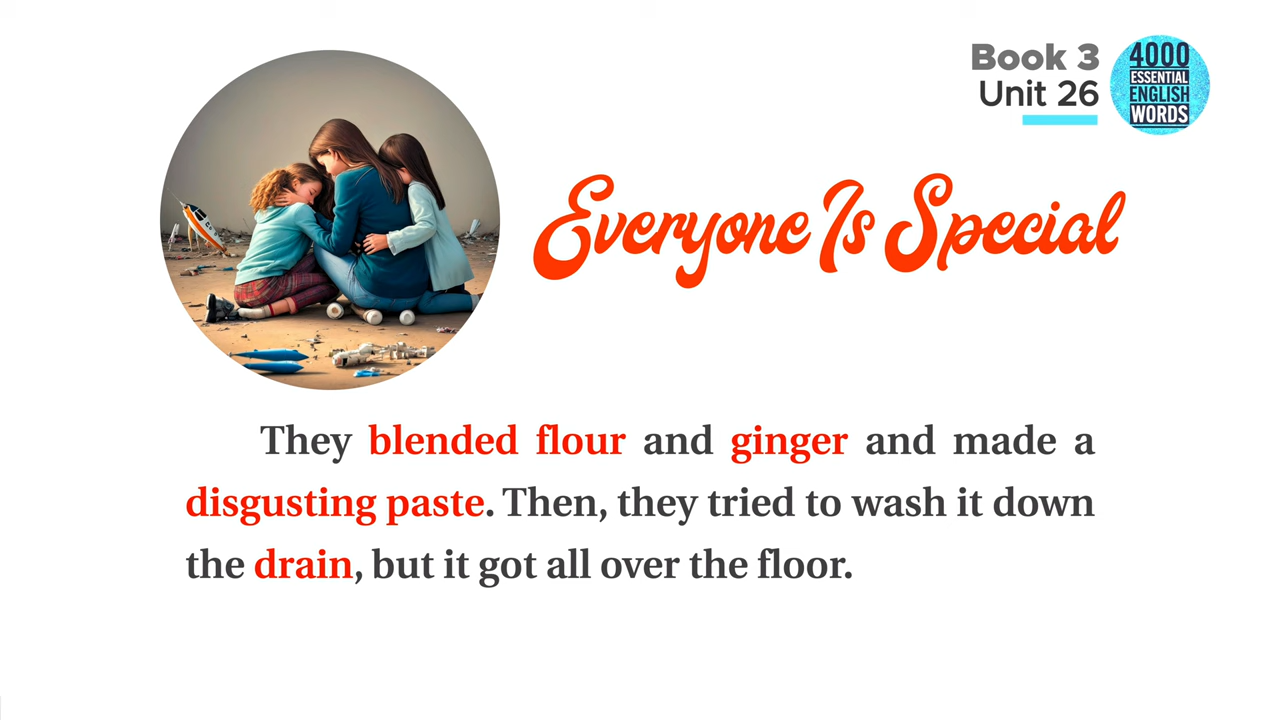 Book 3
Unit 26
4000
ESSENTIAL
ENGLISH
WORDS
Everyone Is Special
They blended flour and ginger and made a
disgusting paste. Then, they tried to wash it down
the drain, but it got all over the floor.